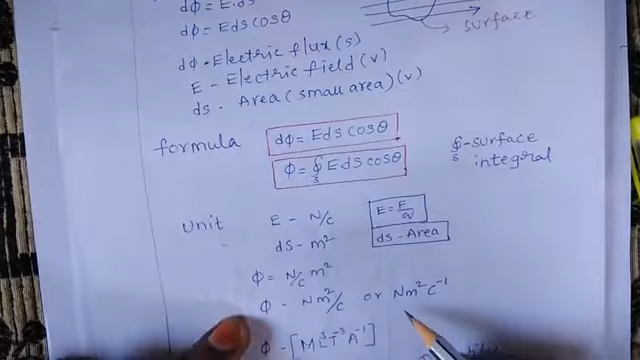 dϕ = E.ds
dϕ = Eds cosθ
surface
dϕ - Electric flux (s)
E - Electric field (v)
ds - Area (small area) (v)
formula
dϕ = Eds cosθ
ϕ = ∮ₛ Eds cosθ
∮ₛ - surface integral
Unit
E - N/C
E = F/q
ds - m²
ds - Area
ϕ = N/C m²
ϕ - Nm²/C or Nm²C⁻¹
ϕ - [ML³T⁻³A⁻¹]